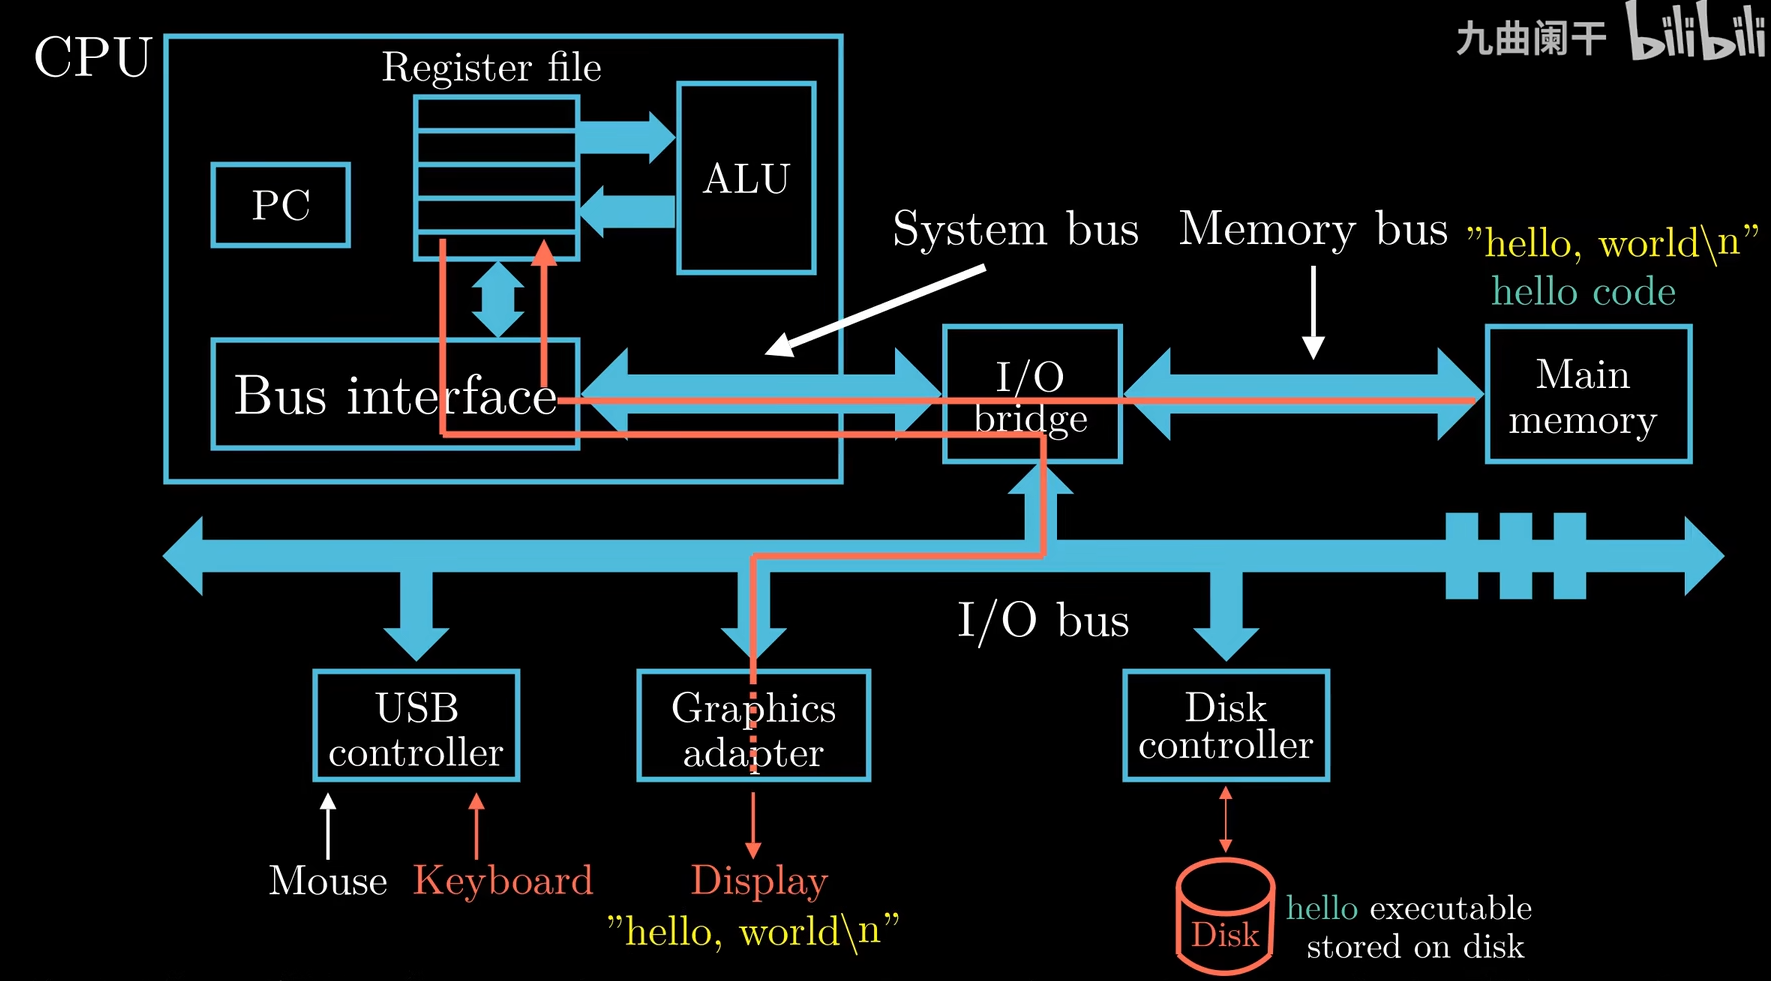 九曲阑干 bilibili
CPU
Register file
PC
ALU
System bus
Memory bus
"hello, world\n"
hello code
Bus interface
I/O
bridge
Main
memory
I/O bus
USB
controller
Graphics
adapter
Disk
controller
Mouse
Keyboard
Display
"hello, world\n"
Disk
hello executable
stored on disk